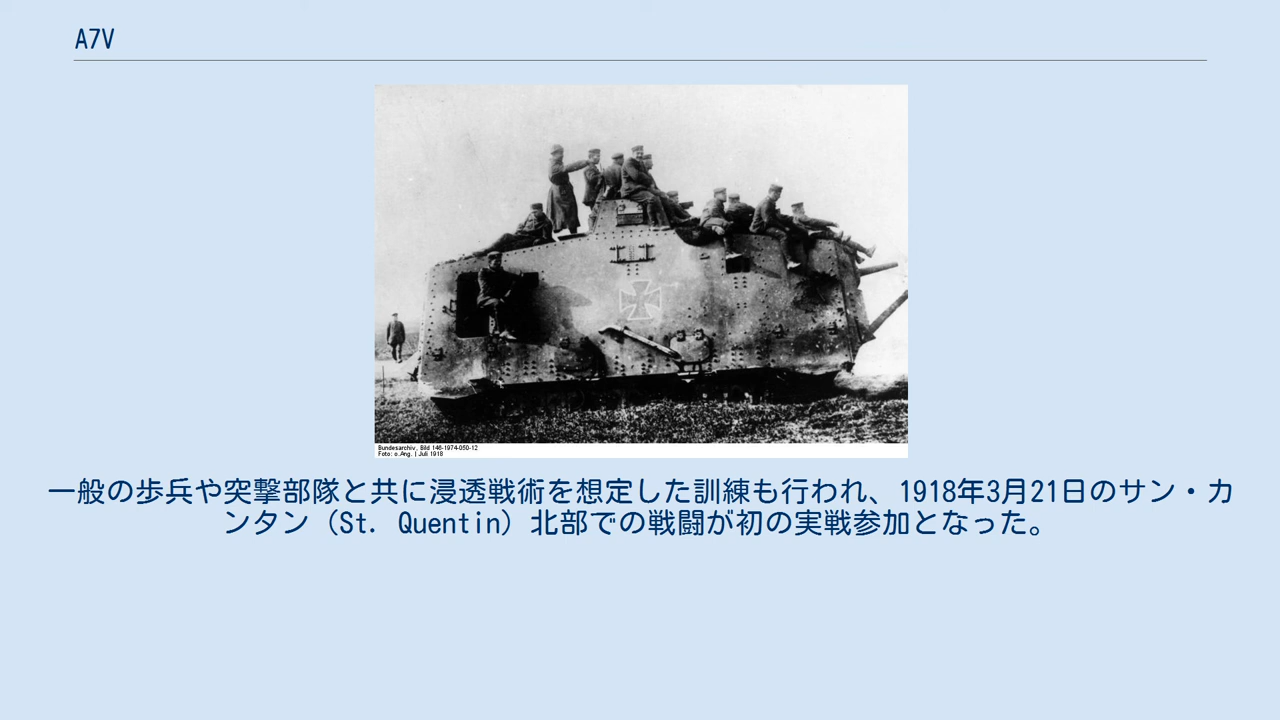 A7V
Bundesarchiv, Bild 146-1974-050-12
Foto: o.Ang. | Juli 1918
一般の歩兵や突撃部隊と共に浸透戦術を想定した訓練も行われ、1918年3月21日のサン・カ
ンタン（St. Quentin）北部での戦闘が初の実戦参加となった。